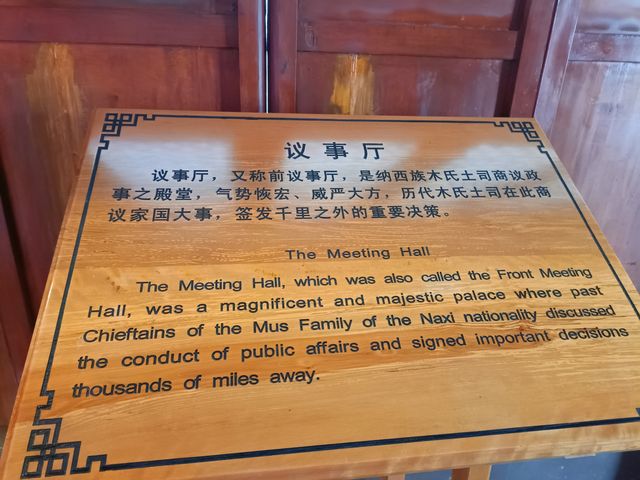 议事厅
议事厅，又称前议事厅，是纳西族木氏土司商议政
事之殿堂，气势恢宏、威严大方，历代木氏土司在此商
议家国大事，签发千里之外的重要决策。
The Meeting Hall
The Meeting Hall, which was also called the Front Meeting
Hall, was a magnificent and majestic palace where past
Chieftains of the Mus Family of the Naxi nationality discussed
the conduct of public affairs and signed important decisions
thousands of miles away.